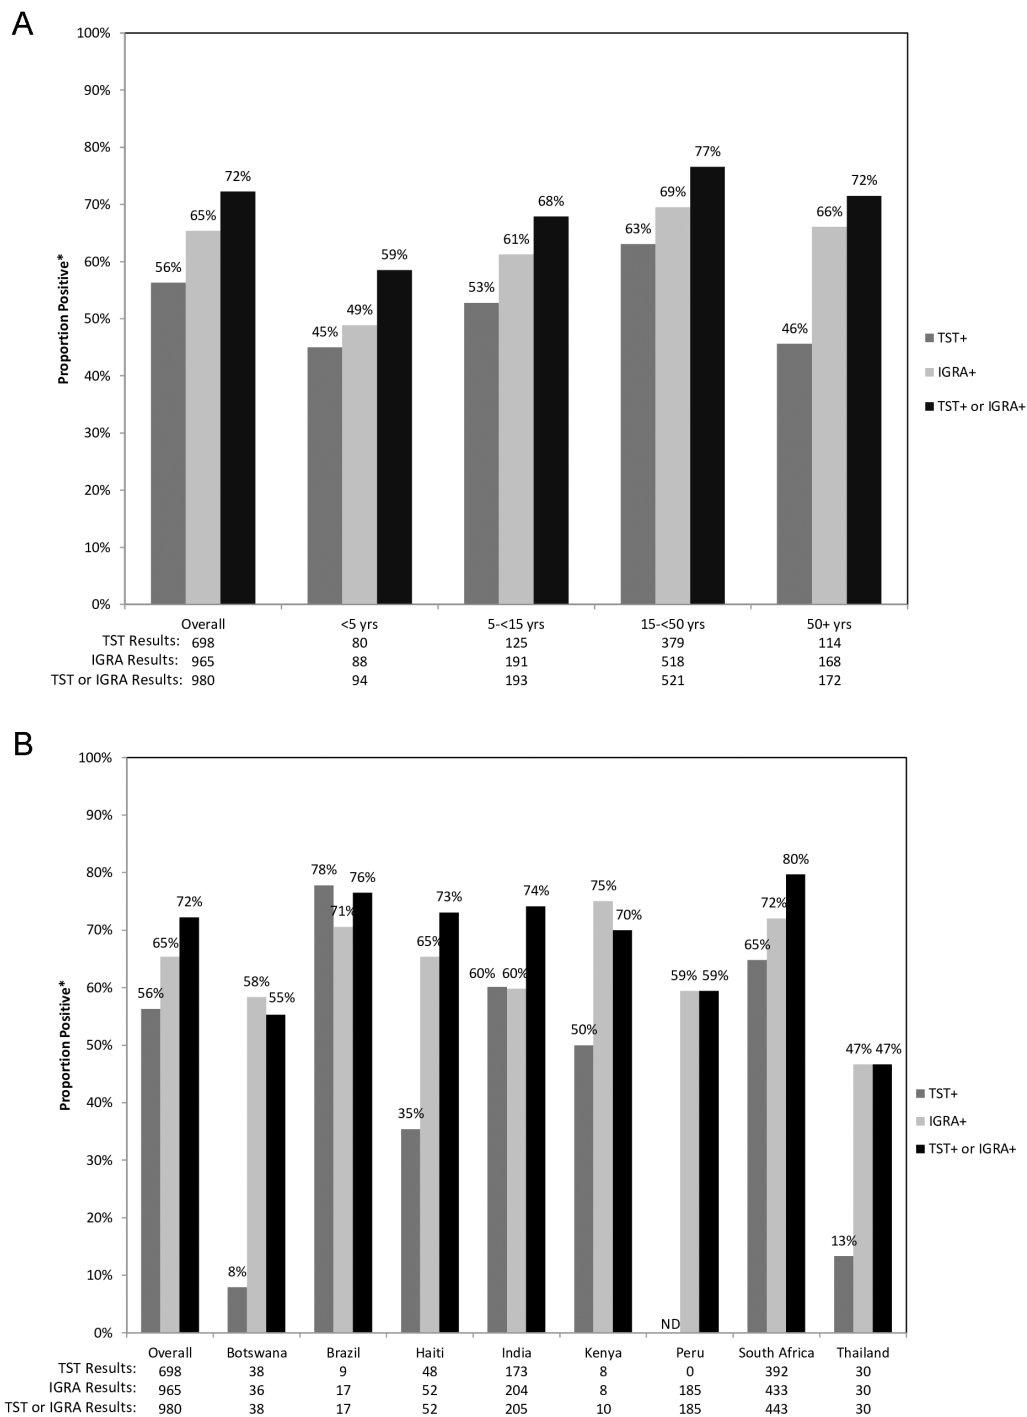 A
100%
90%
80%
70%
60%
50%
40%
30%
20%
10%
0%
Proportion Positive*
56% 65% 72%
45% 49% 59%
53% 61% 68%
63% 69% 77%
46% 66% 72%
TST+
IGRA+
TST+ or IGRA+
Overall <5 yrs 5-<15 yrs 15-<50 yrs 50+ yrs
TST Results: 698 80 125 379 114
IGRA Results: 965 88 191 518 168
TST or IGRA Results: 980 94 193 521 172
B
100%
90%
80%
70%
60%
50%
40%
30%
20%
10%
0%
Proportion Positive*
56% 65% 72%
8% 58% 55%
78% 71% 76%
35% 65% 73%
60% 60% 74%
50% 75% 70%
ND 59% 59%
65% 72% 80%
13% 47% 47%
TST+
IGRA+
TST+ or IGRA+
Overall Botswana Brazil Haiti India Kenya Peru South Africa Thailand
TST Results: 698 38 9 48 173 8 0 392 30
IGRA Results: 965 36 17 52 204 8 185 433 30
TST or IGRA Results: 980 38 17 52 205 10 185 443 30